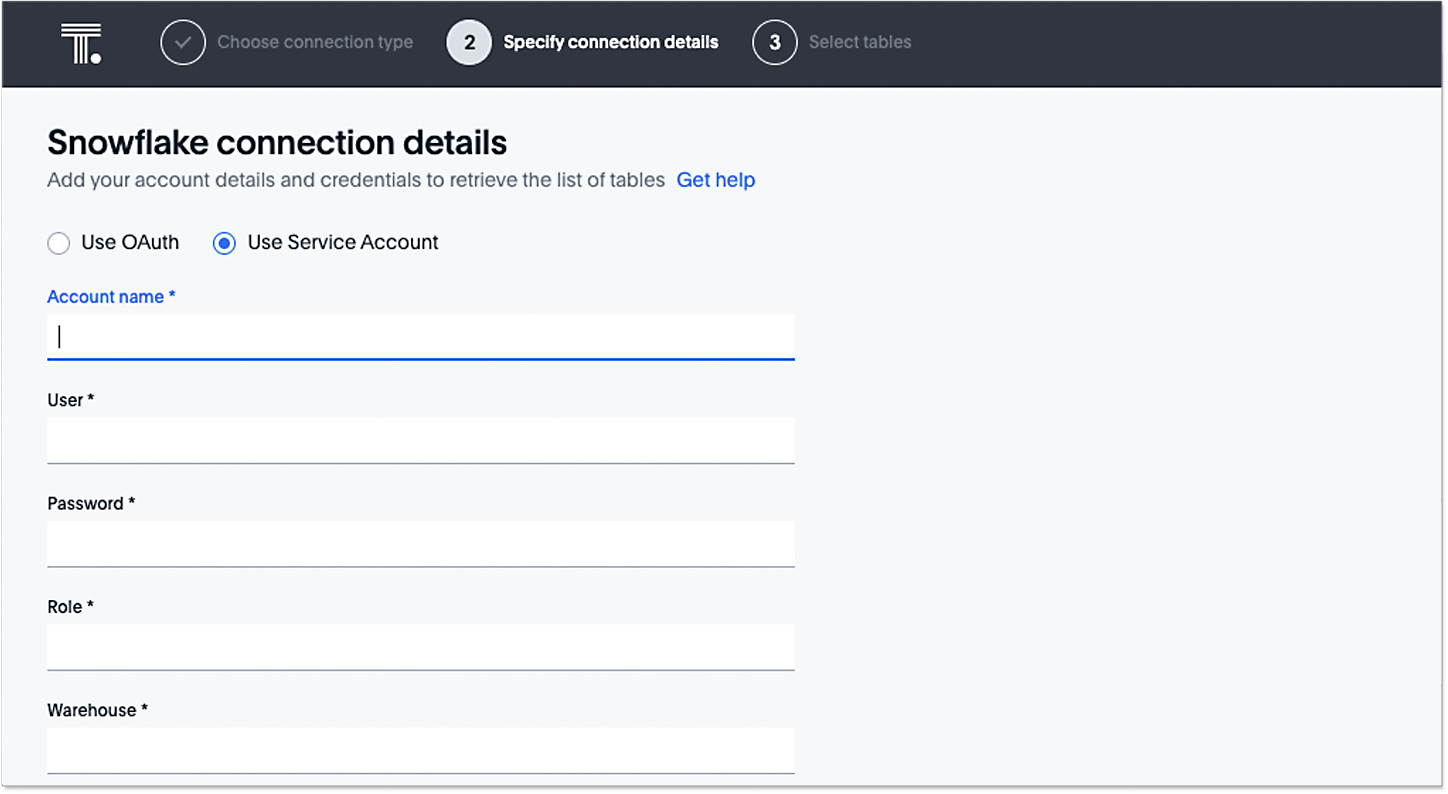 T.
Choose connection type 2 Specify connection details 3 Select tables
Snowflake connection details
Add your account details and credentials to retrieve the list of tables Get help
Use OAuth Use Service Account
Account name *
User *
Password *
Role *
Warehouse *